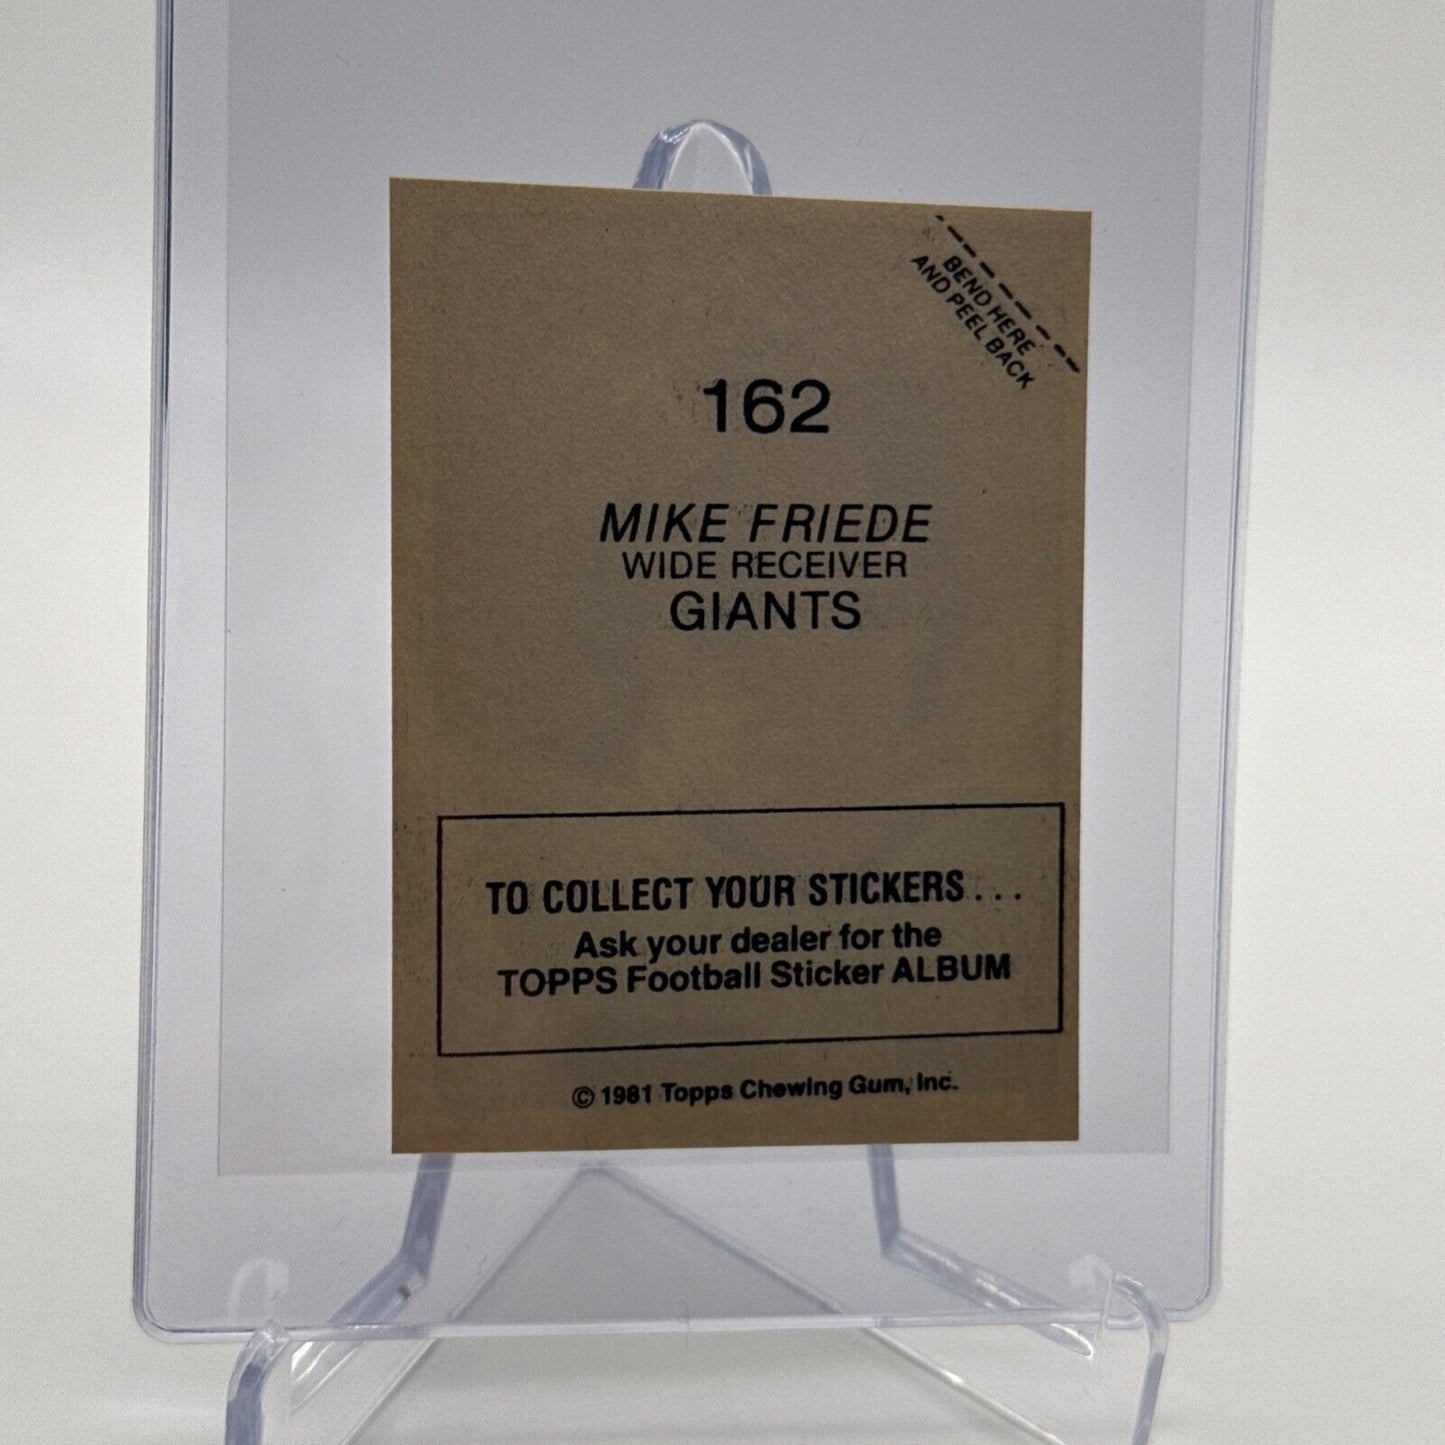 BEND HERE
AND PEEL BACK
162
MIKE FRIEDE
WIDE RECEIVER
GIANTS
TO COLLECT YOUR STICKERS...
Ask your dealer for the
TOPPS Football Sticker ALBUM
© 1981 Topps Chewing Gum, Inc.